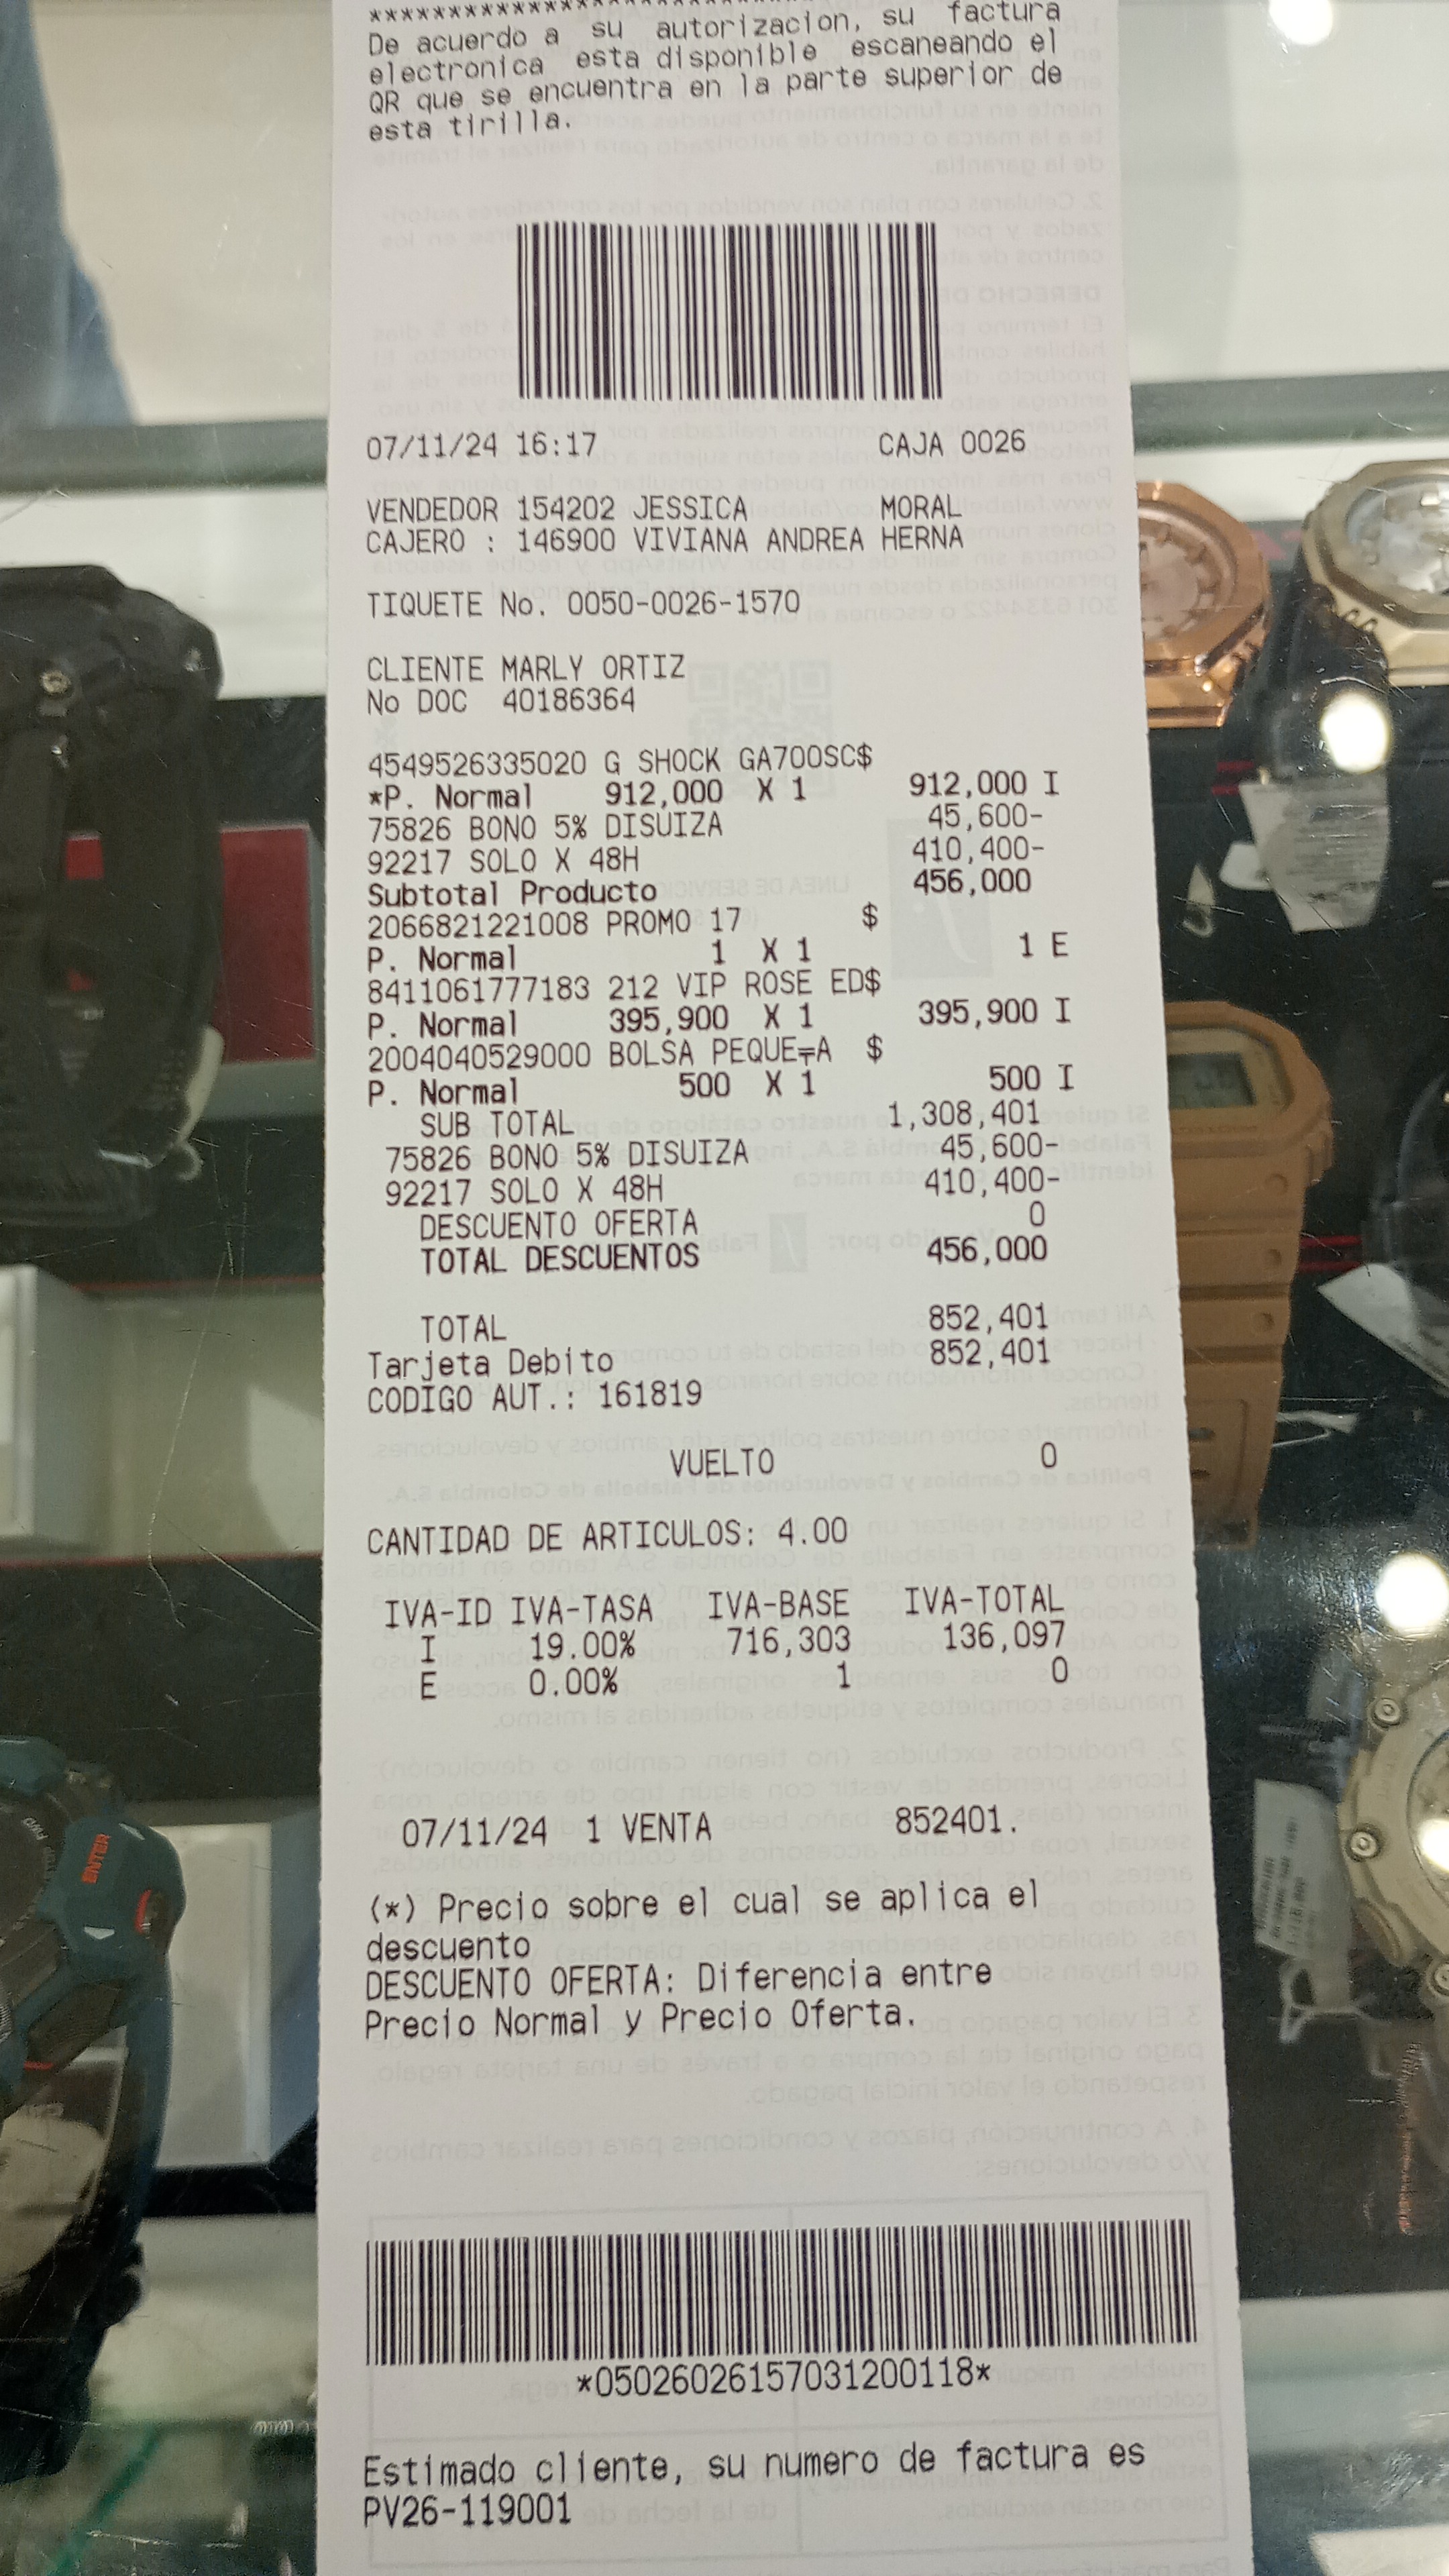 ********************************
De acuerdo a su autorizacion, su factura
electronica esta disponible escaneando el
QR que se encuentra en la parte superior de
esta tirilla.
07/11/24 16:17 CAJA 0026
VENDEDOR 154202 JESSICA MORAL
CAJERO : 146900 VIVIANA ANDREA HERNA
TIQUETE No. 0050-0026-1570
CLIENTE MARLY ORTIZ
No DOC 40186364
4549526335020 G SHOCK GA700SC$
*P. Normal 912,000 X 1 912,000 I
75826 BONO 5% DISUIZA 45,600-
92217 SOLO X 48H 410,400-
Subtotal Producto 456,000
2066821221008 PROMO 17 $
P. Normal 1 X 1 1 E
8411061777183 212 VIP ROSE ED$
P. Normal 395,900 X 1 395,900 I
2004040529000 BOLSA PEQUE╤A $
P. Normal 500 X 1 500 I
SUB TOTAL 1,308,401
75826 BONO 5% DISUIZA 45,600-
92217 SOLO X 48H 410,400-
DESCUENTO OFERTA 0
TOTAL DESCUENTOS 456,000
TOTAL 852,401
Tarjeta Debito 852,401
CODIGO AUT.: 161819
VUELTO 0
CANTIDAD DE ARTICULOS: 4.00
IVA-ID IVA-TASA IVA-BASE IVA-TOTAL
I 19.00% 716,303 136,097
E 0.00% 1 0
07/11/24 1 VENTA 852401.
(*) Precio sobre el cual se aplica el
descuento
DESCUENTO OFERTA: Diferencia entre
Precio Normal y Precio Oferta.
*05026026157031200118*
Estimado cliente, su numero de factura es
PV26-119001
ENTER